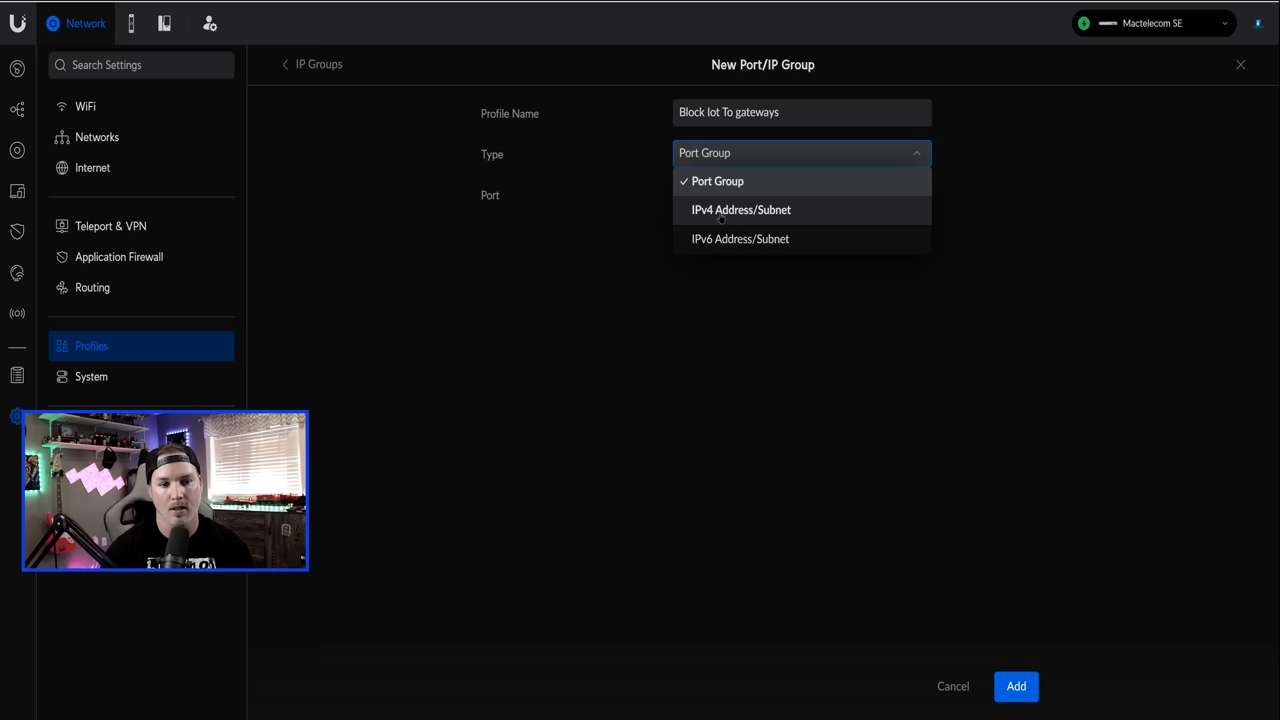 Network
Mactelecom SE
Search Settings
IP Groups
New Port/IP Group
WiFi
Networks
Internet
Teleport & VPN
Application Firewall
Routing
Profiles
System
Profile Name
Block Iot To gateways
Type
Port Group
Port
Port Group
IPv4 Address/Subnet
IPv6 Address/Subnet
Cancel
Add